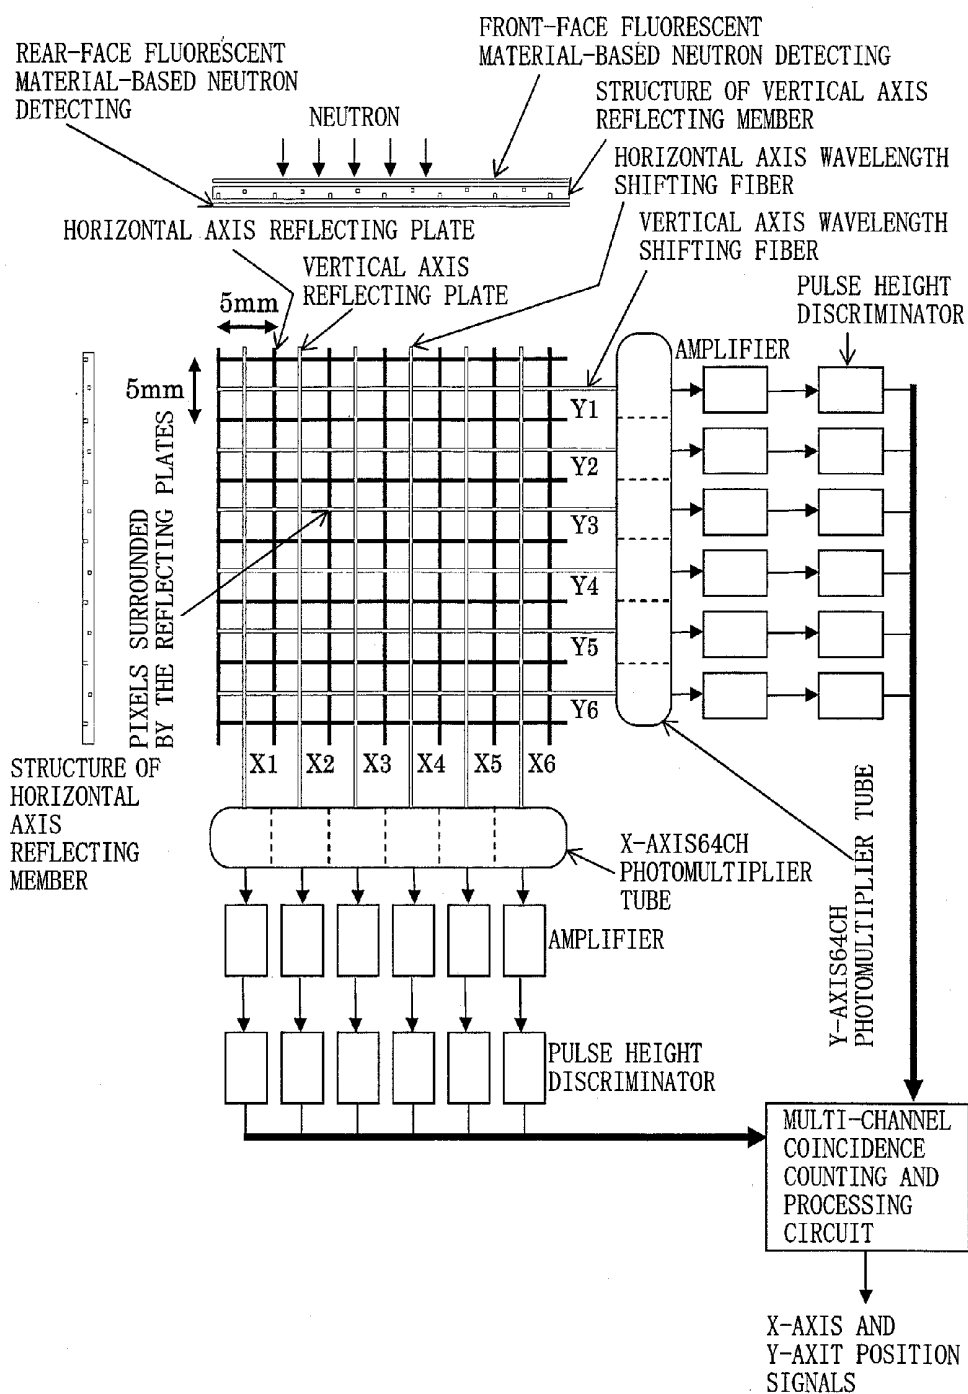 FRONT-FACE FLUORESCENT
MATERIAL-BASED NEUTRON DETECTING
REAR-FACE FLUORESCENT
MATERIAL-BASED NEUTRON
DETECTING
STRUCTURE OF VERTICAL AXIS
REFLECTING MEMBER
NEUTRON
HORIZONTAL AXIS WAVELENGTH
SHIFTING FIBER
HORIZONTAL AXIS REFLECTING PLATE
VERTICAL AXIS WAVELENGTH
SHIFTING FIBER
VERTICAL AXIS
REFLECTING PLATE
PULSE HEIGHT
DISCRIMINATOR
5mm
AMPLIFIER
5mm
Y1
Y2
Y3
Y4
Y5
Y6
PIXELS SURROUNDED
BY THE REFLECTING PLATES
X1 X2 X3 X4 X5 X6
STRUCTURE OF
HORIZONTAL
AXIS
REFLECTING
MEMBER
X-AXIS64CH
PHOTOMULTIPLIER
TUBE
Y-AXIS64CH
PHOTOMULTIPLIER TUBE
AMPLIFIER
PULSE HEIGHT
DISCRIMINATOR
MULTI-CHANNEL
COINCIDENCE
COUNTING AND
PROCESSING
CIRCUIT
X-AXIS AND
Y-AXIT POSITION
SIGNALS